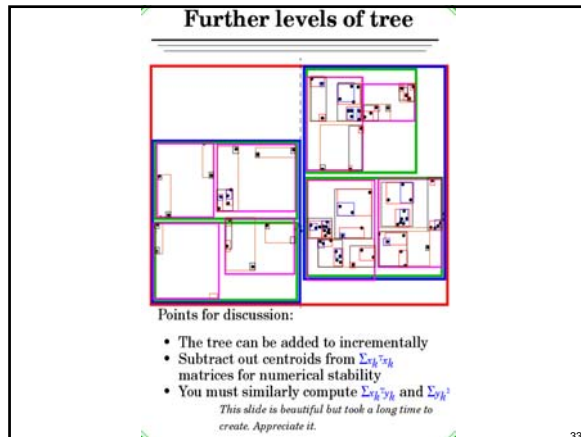 Further levels of tree
Points for discussion:
• The tree can be added to incrementally
• Subtract out centroids from Σxₖᵀxₖ
matrices for numerical stability
• You must similarly compute Σxₖᵀyₖ and Σyₖ²
This slide is beautiful but took a long time to
create. Appreciate it.
33